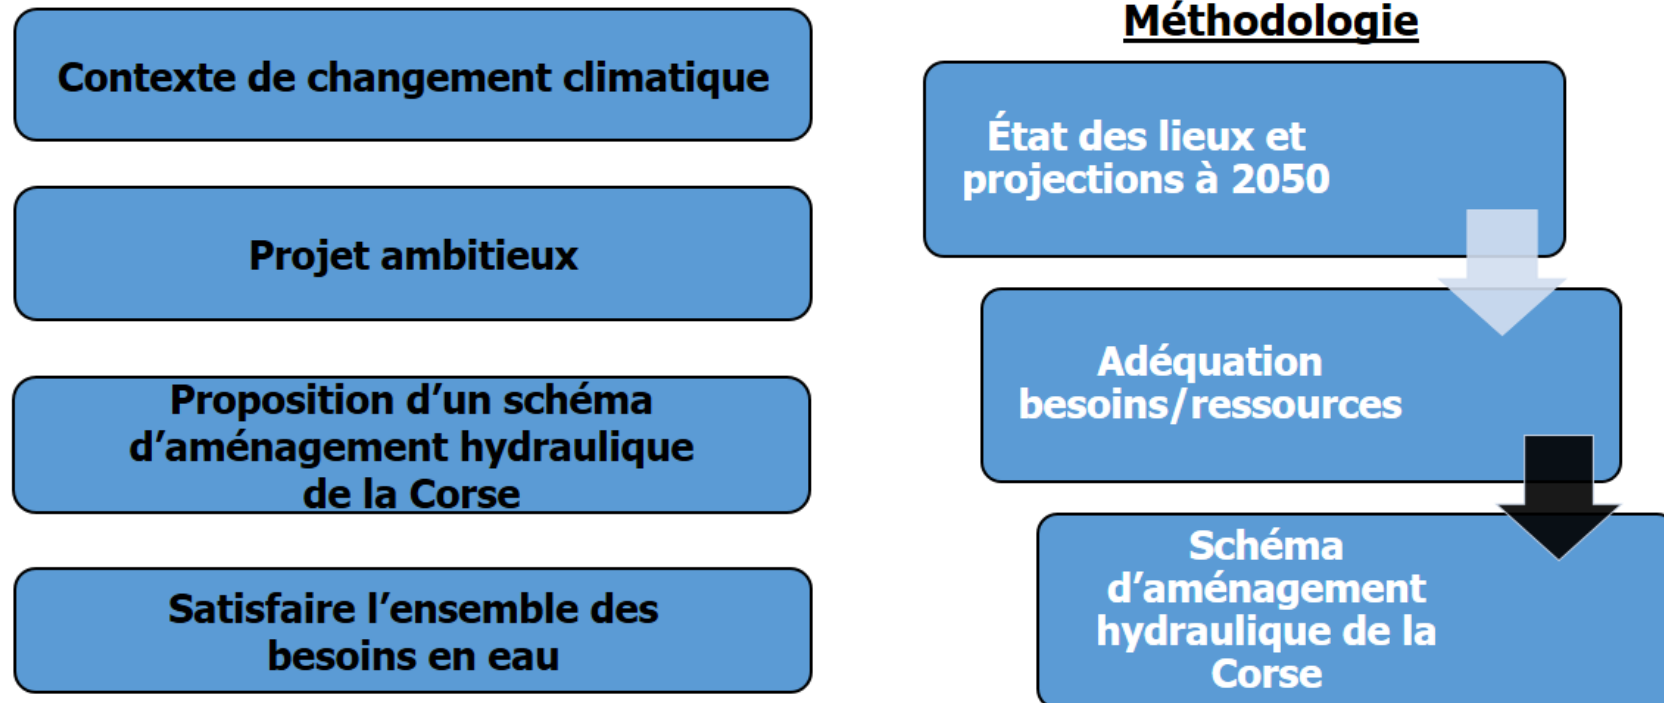 Contexte de changement climatique
Projet ambitieux
Proposition d’un schéma
d’aménagement hydraulique
de la Corse
Satisfaire l’ensemble des
besoins en eau
Méthodologie
État des lieux et
projections à 2050
Adéquation
besoins/ressources
Schéma
d’aménagement
hydraulique de la
Corse